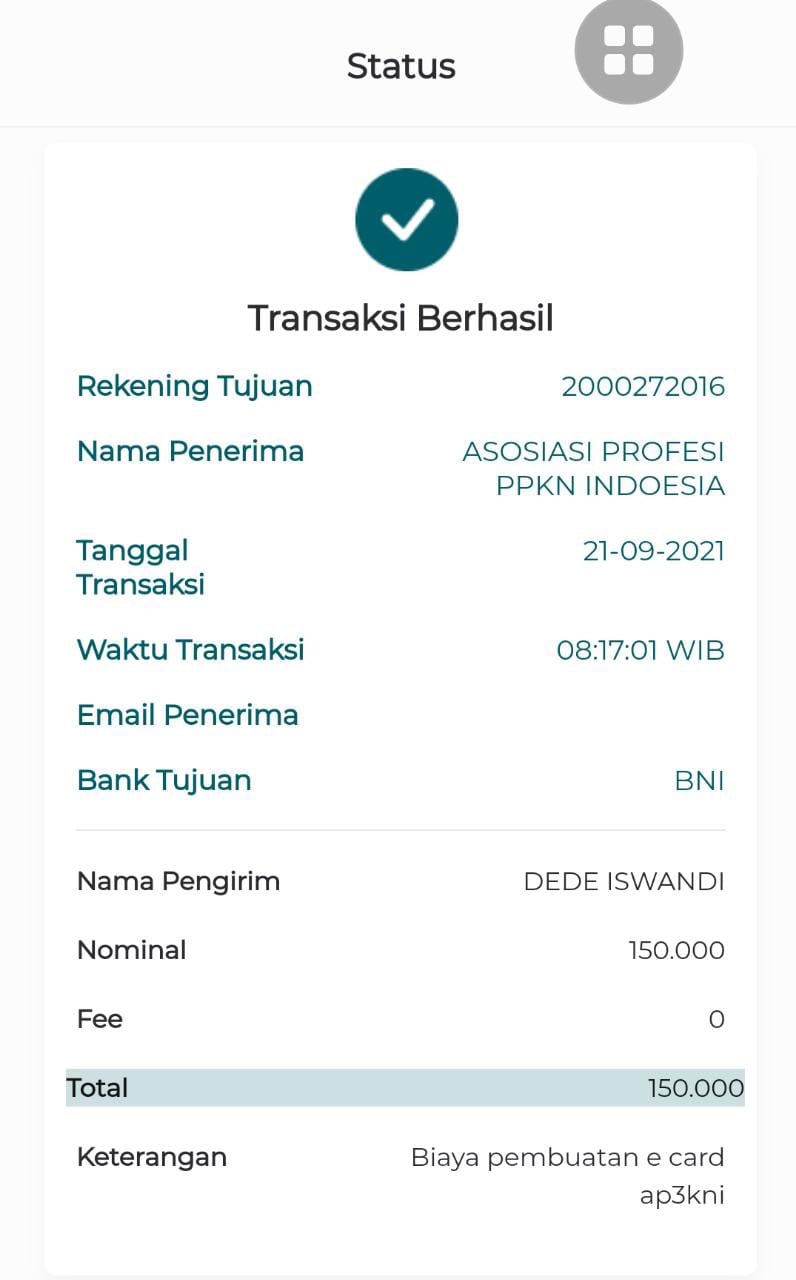 Status
Transaksi Berhasil
Rekening Tujuan 2000272016
Nama Penerima ASOSIASI PROFESI
PPKN INDOESIA
Tanggal 21-09-2021
Transaksi
Waktu Transaksi 08:17:01 WIB
Email Penerima
Bank Tujuan BNI
Nama Pengirim DEDE ISWANDI
Nominal 150.000
Fee 0
Total 150.000
Keterangan Biaya pembuatan e card
ap3kni